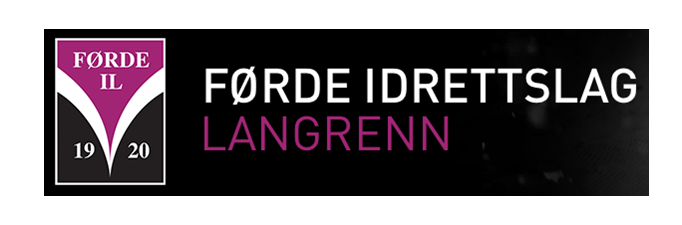 FØRDE
IL
19 20
FØRDE IDRETTSLAG
LANGRENN